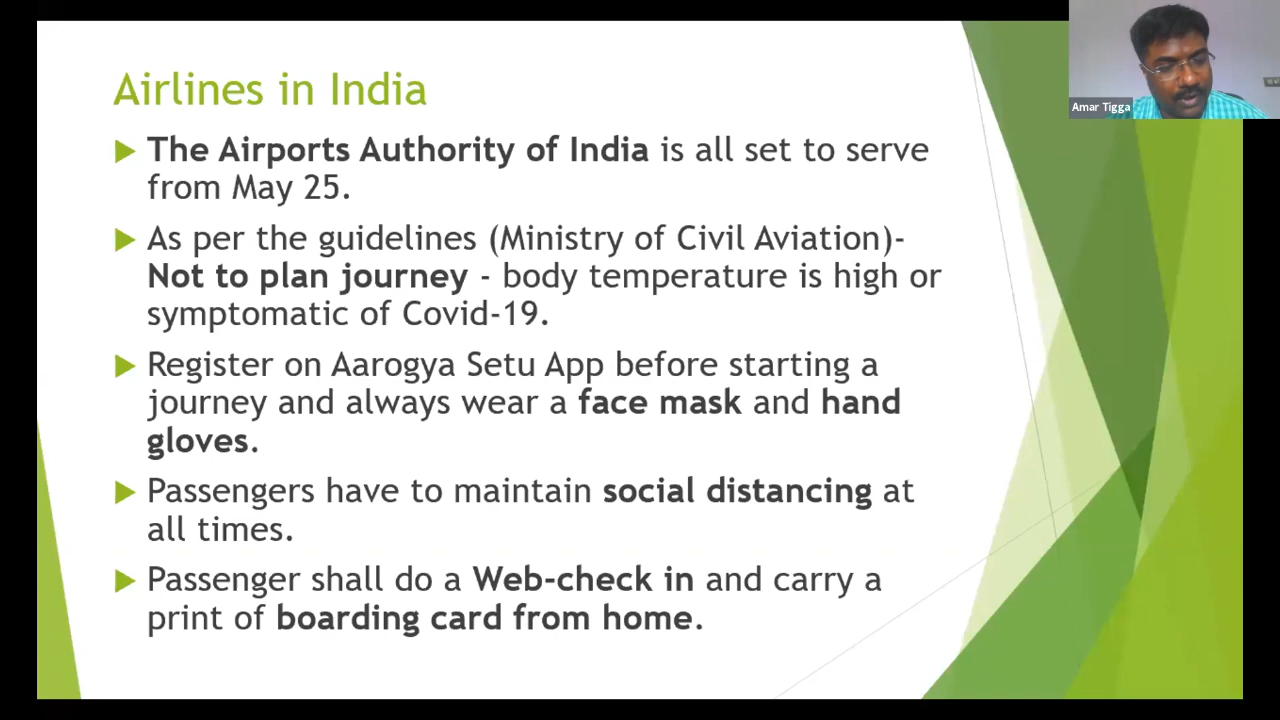 Airlines in India
The Airports Authority of India is all set to serve
from May 25.
As per the guidelines (Ministry of Civil Aviation)-
Not to plan journey - body temperature is high or
symptomatic of Covid-19.
Register on Aarogya Setu App before starting a
journey and always wear a face mask and hand
gloves.
Passengers have to maintain social distancing at
all times.
Passenger shall do a Web-check in and carry a
print of boarding card from home.
Amar Tigga